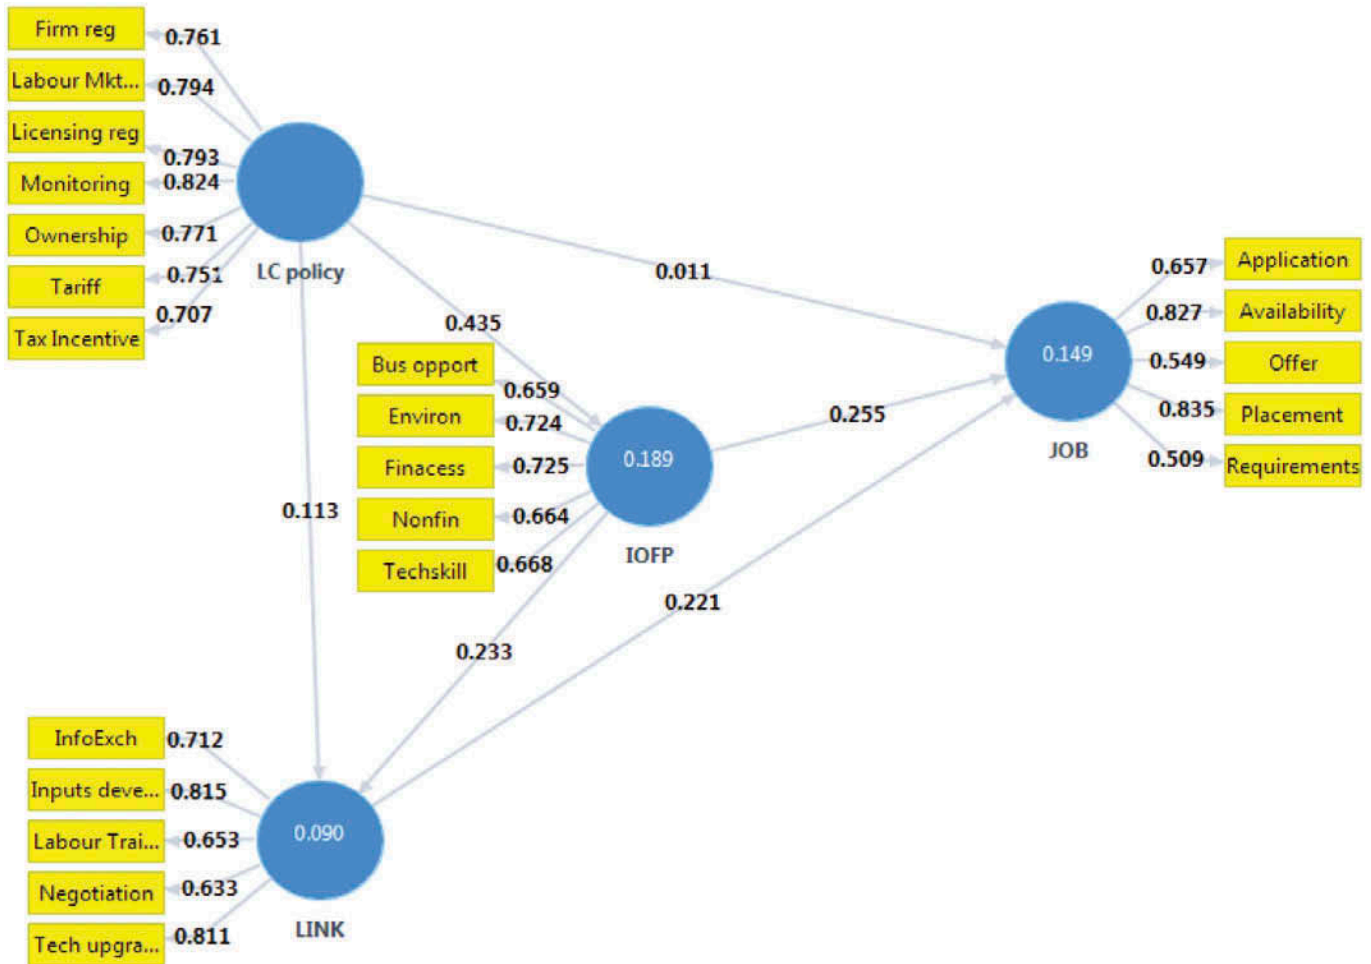 Firm reg
0.761
Labour Mkt...
0.794
Licensing reg
0.793
Monitoring
0.824
Ownership
0.771
Tariff
0.751
Tax Incentive
0.707
LC policy
0.011
0.435
0.113
Bus opport
0.659
Environ
0.724
Finacess
0.725
Nonfin
0.664
Techskill
0.668
0.189
IOFP
0.255
0.233
0.221
0.149
JOB
0.657
Application
0.827
Availability
0.549
Offer
0.835
Placement
0.509
Requirements
InfoExch
0.712
Inputs deve...
0.815
Labour Trai...
0.653
Negotiation
0.633
Tech upgra...
0.811
0.090
LINK